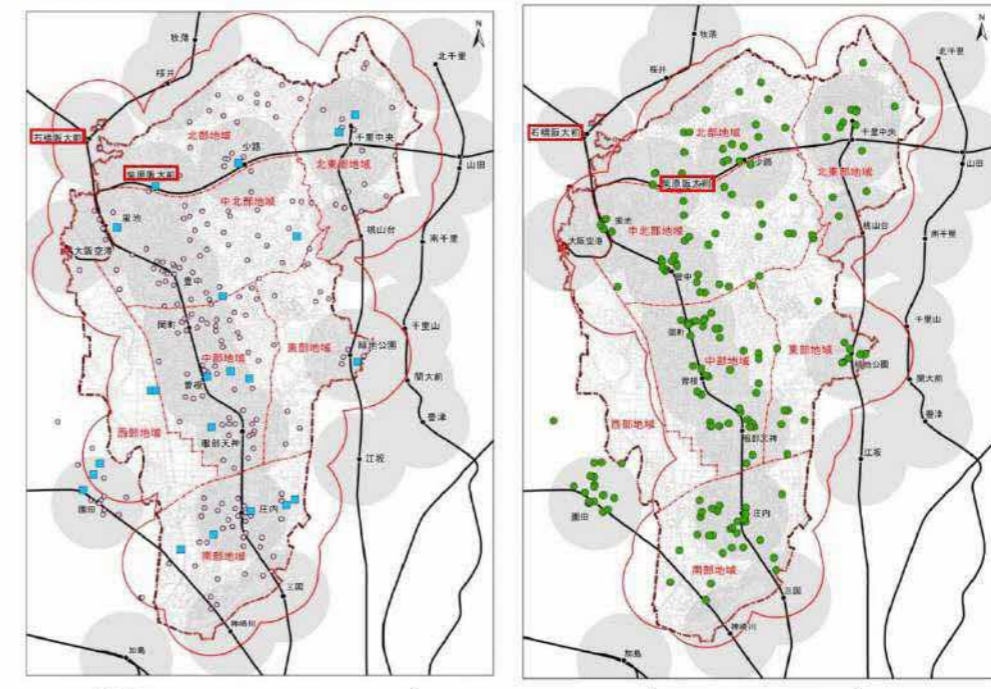 N
牧落
桜井
北千里
石橋阪大前
北部地域
千里中央
少路
北東部地域
山田
柴原阪大前
中北部地域
蛍池
桃山台
南千里
大阪空港
豊中
岡町
千里山
東部地域
緑地公園
中部地域
曽根
関大前
豊津
西部地域
服部天神
江坂
園田
庄内
南部地域
三国
神崎川
加島
N
牧落
桜井
北千里
石橋阪大前
北部地域
千里中央
少路
山田
北東部地域
柴原阪大前
蛍池
中北部地域
桃山台
南千里
大阪空港
豊中
千里山
岡町
東部地域
中部地域
緑地公園
曽根
関大前
豊津
西部地域
服部天神
江坂
園田
庄内
南部地域
三国
神崎川
加島